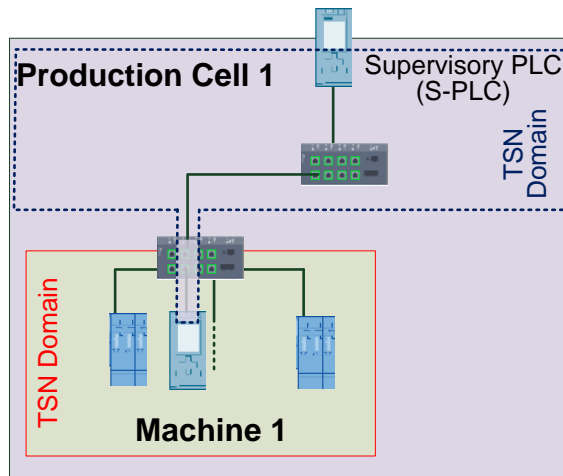 Production Cell 1
Supervisory PLC
(S-PLC)
TSN
Domain
TSN Domain
Machine 1